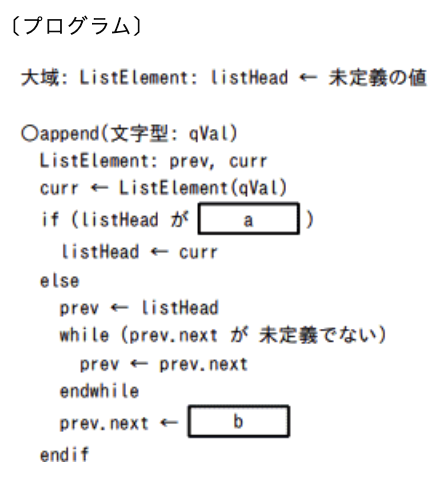 〔プログラム〕
大域: ListElement: listHead ← 未定義の値
○append(文字型: qVal)
ListElement: prev, curr
curr ← ListElement(qVal)
if (listHead が a )
listHead ← curr
else
prev ← listHead
while (prev.next が 未定義でない)
prev ← prev.next
endwhile
prev.next ← b
endif